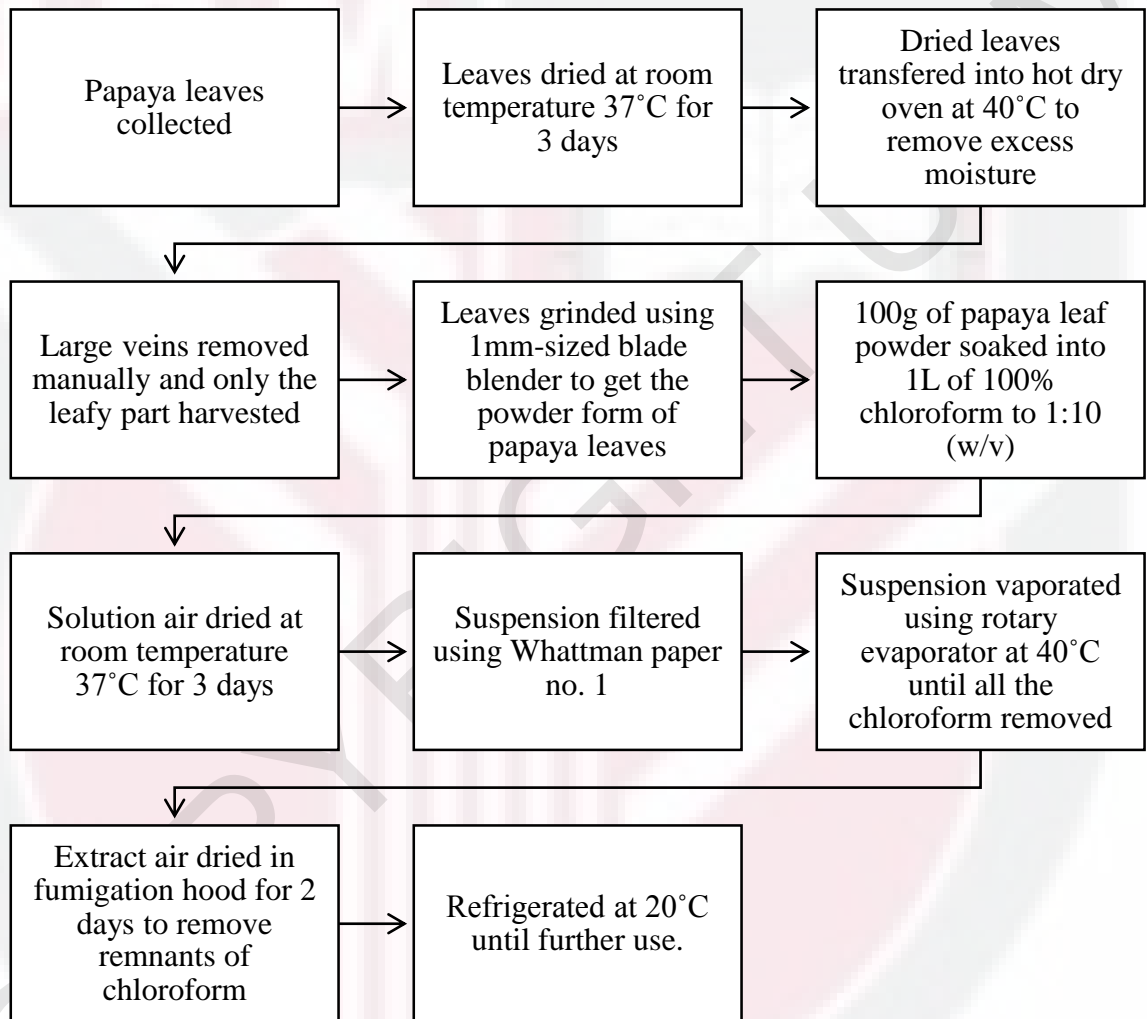 Papaya leaves
collected
Leaves dried at room
temperature 37˚C for
3 days
Dried leaves
transfered into hot dry
oven at 40˚C to
remove excess
moisture
Large veins removed
manually and only the
leafy part harvested
Leaves grinded using
1mm-sized blade
blender to get the
powder form of
papaya leaves
100g of papaya leaf
powder soaked into
1L of 100%
chloroform to 1:10
(w/v)
Solution air dried at
room temperature
37˚C for 3 days
Suspension filtered
using Whattman paper
no. 1
Suspension vaporated
using rotary
evaporator at 40˚C
until all the
chloroform removed
Extract air dried in
fumigation hood for 2
days to remove
remnants of
chloroform
Refrigerated at 20˚C
until further use.